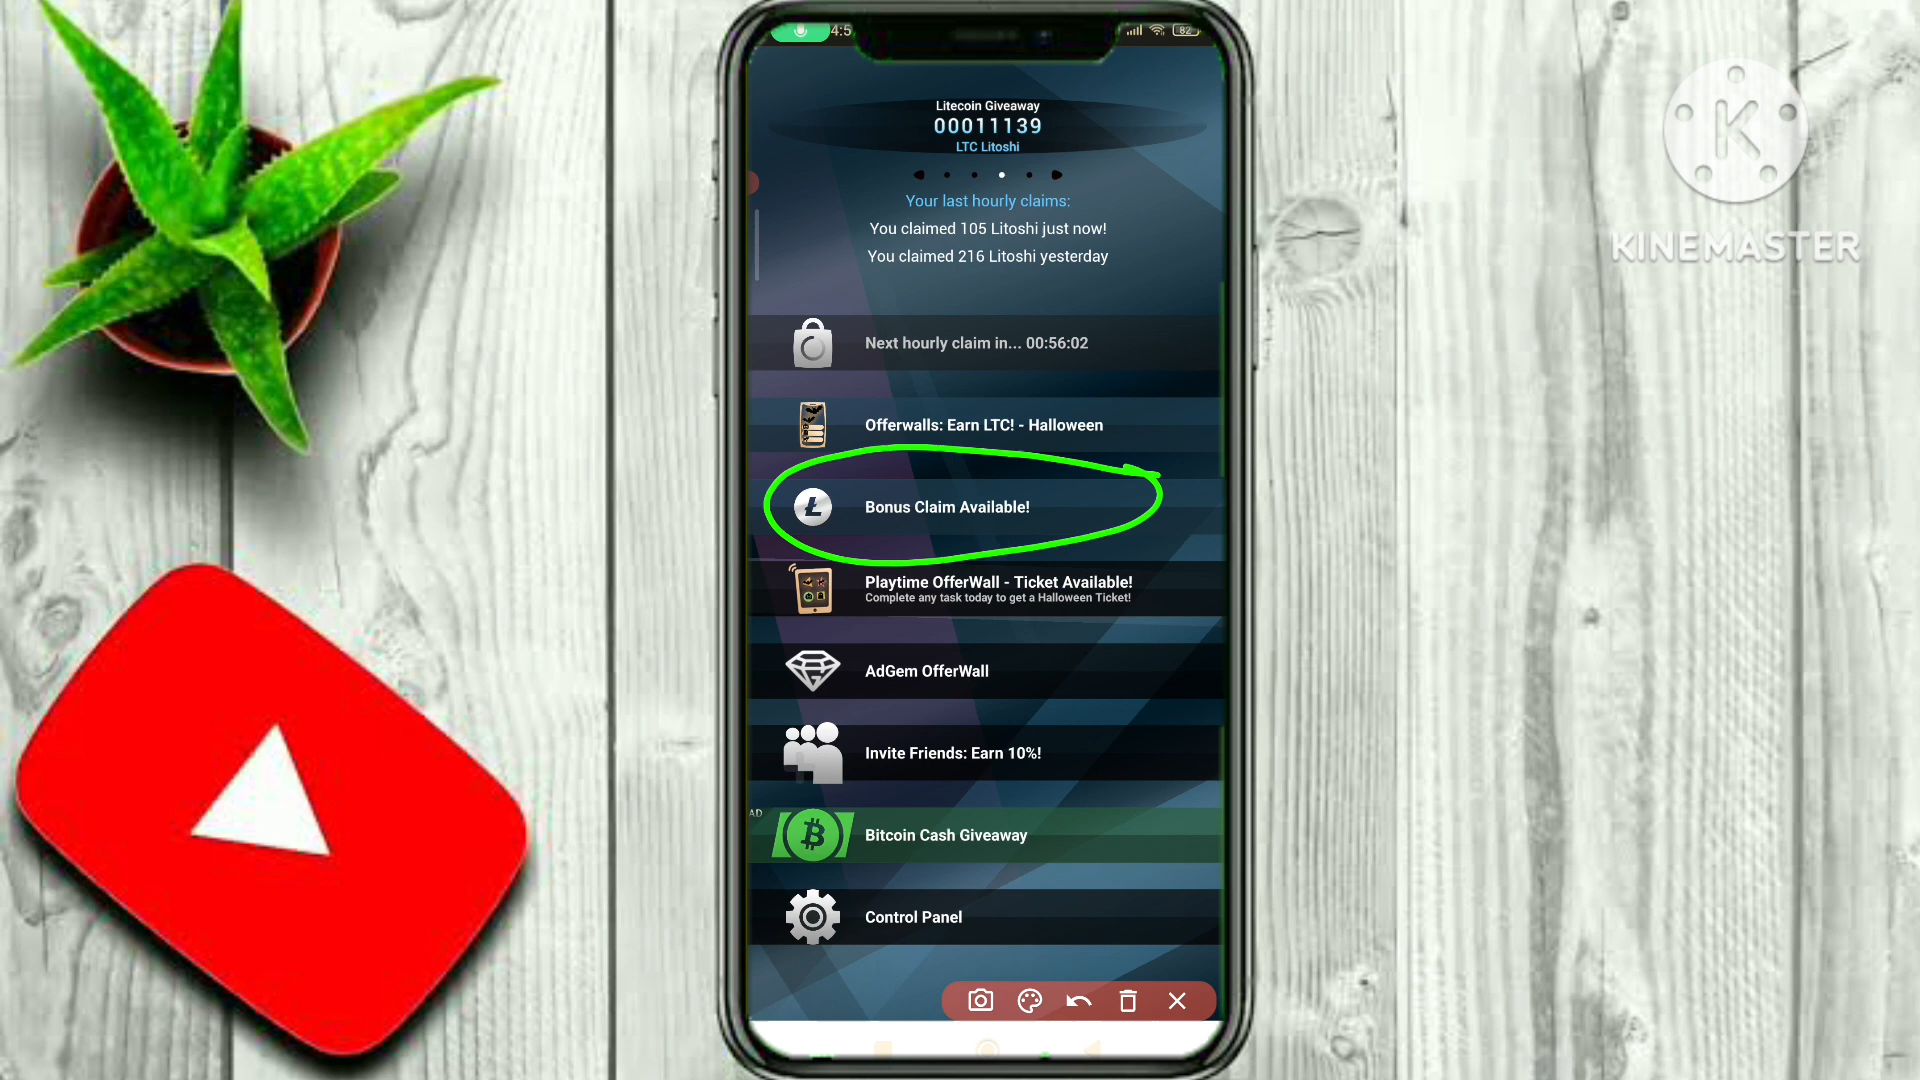 4:5
82
Litecoin Giveaway
00011139
LTC Litoshi
Your last hourly claims:
You claimed 105 Litoshi just now!
You claimed 216 Litoshi yesterday
Next hourly claim in... 00:56:02
Offerwalls: Earn LTC! - Halloween
Bonus Claim Available!
Playtime OfferWall - Ticket Available!
Complete any task today to get a Halloween Ticket!
AdGem OfferWall
Invite Friends: Earn 10%!
AD
Bitcoin Cash Giveaway
Control Panel
K
KINEMASTER